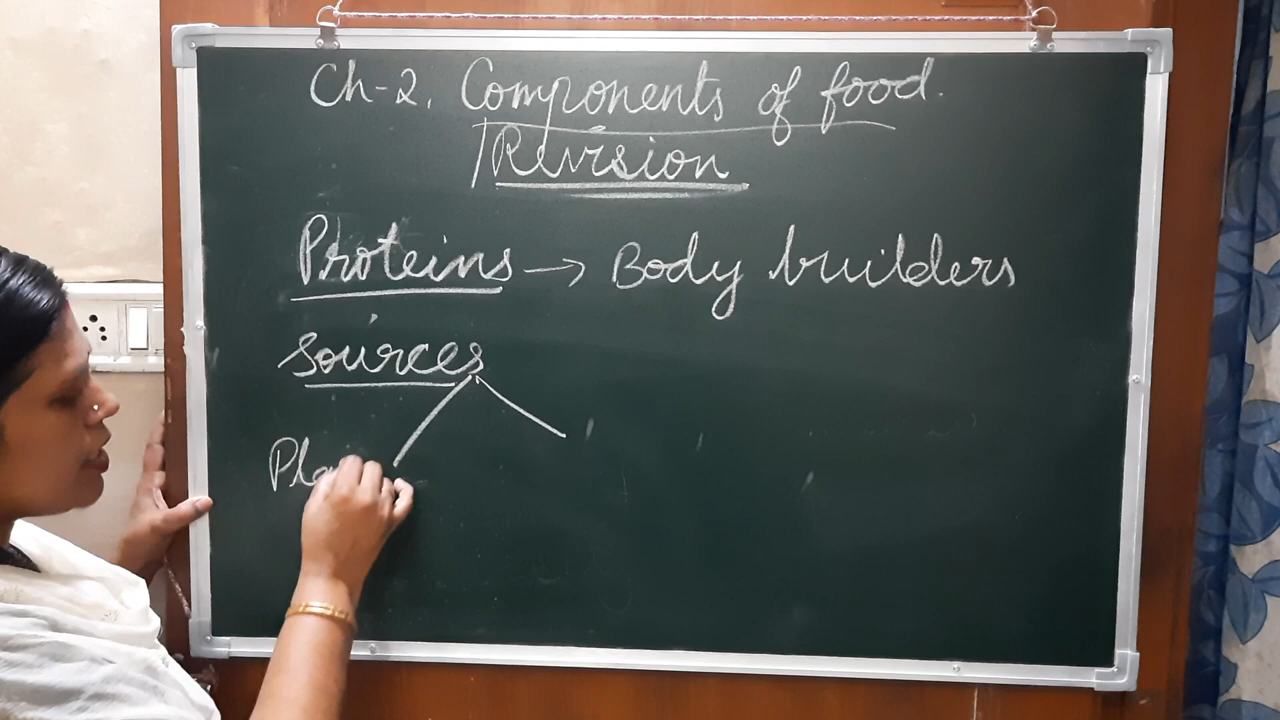 Ch-2. Components of food.
Revision
Proteins → Body builders
Sources
Pla